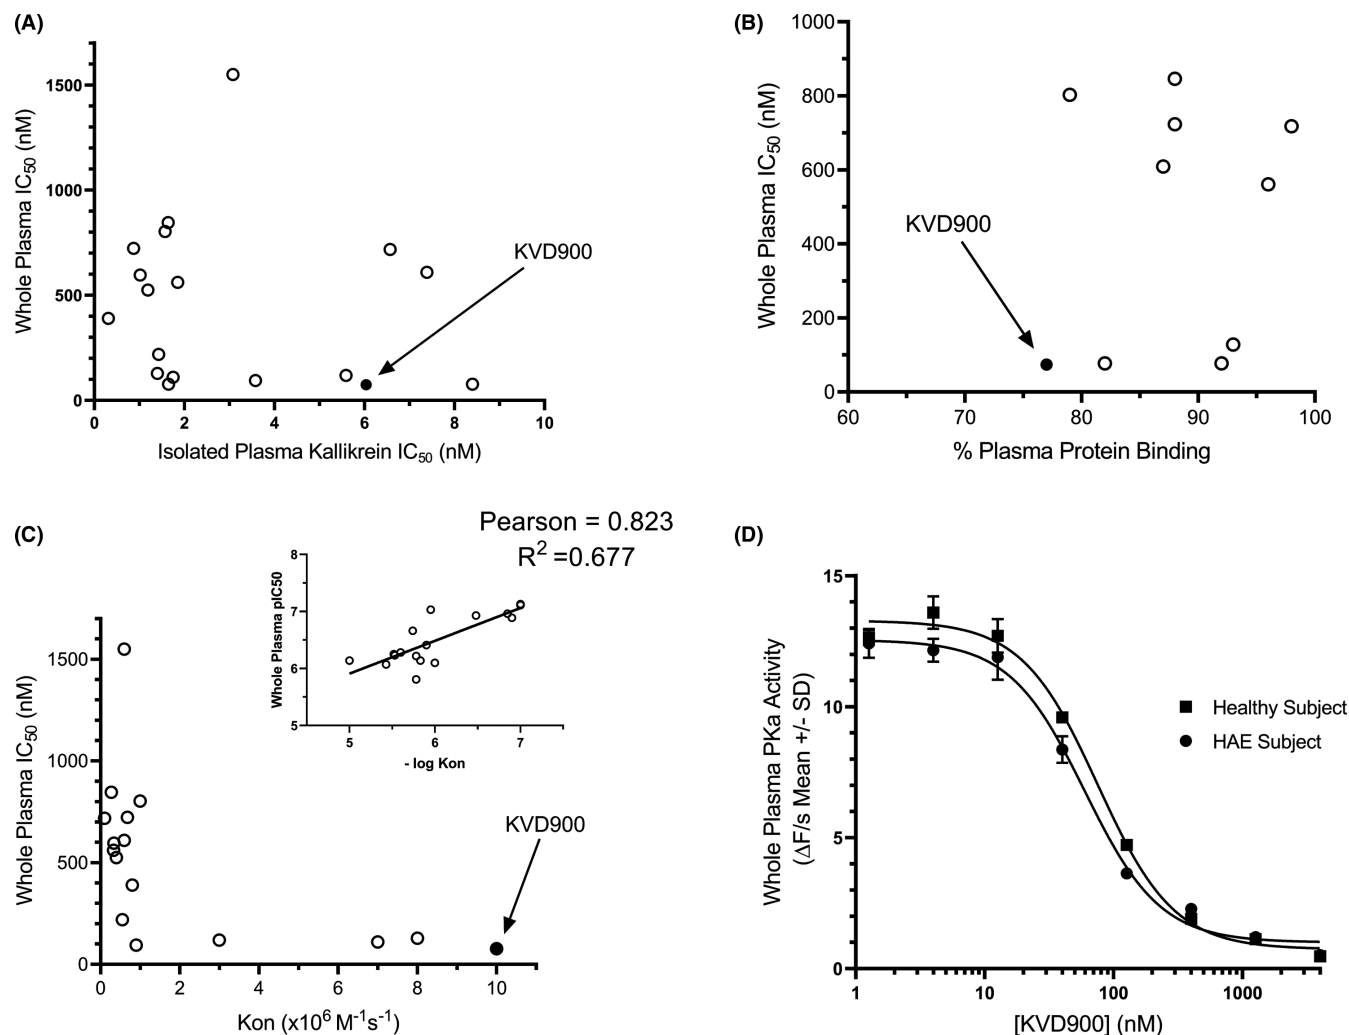 (A)
Whole Plasma IC50 (nM)
1500
1000
500
0
0 2 4 6 8 10
Isolated Plasma Kallikrein IC50 (nM)
KVD900
(B)
Whole Plasma IC50 (nM)
1000
800
600
400
200
0
60 70 80 90 100
% Plasma Protein Binding
KVD900
(C)
Pearson = 0.823
R2 =0.677
Whole Plasma pIC50
8
7
6
5
5 6 7
- log Kon
Whole Plasma IC50 (nM)
1500
1000
500
0
0 2 4 6 8 10
Kon (x106 M-1s-1)
KVD900
(D)
Whole Plasma PKa Activity
(ΔF/s Mean +/- SD)
15
10
5
0
1 10 100 1000
[KVD900] (nM)
Healthy Subject
HAE Subject